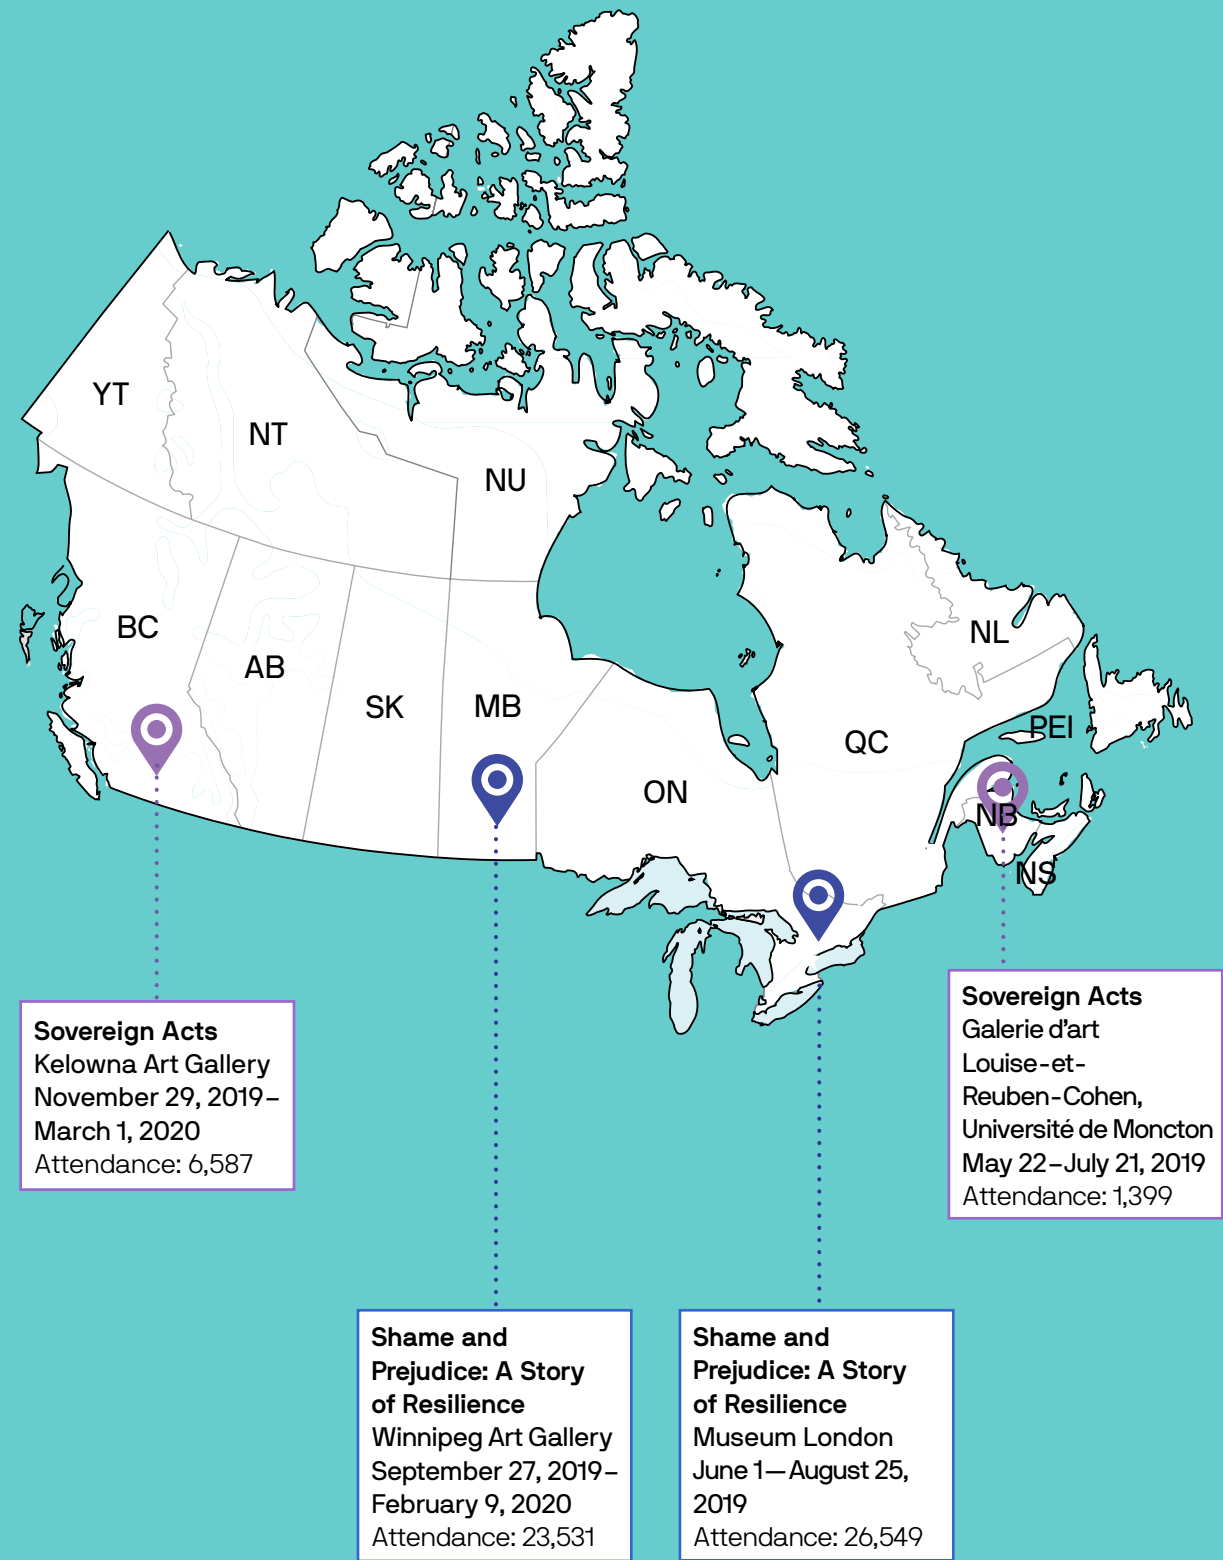 YT
NT
NU
BC
AB
SK
MB
ON
QC
NL
PEI
NB
NS
Sovereign Acts
Kelowna Art Gallery
November 29, 2019–
March 1, 2020
Attendance: 6,587
Sovereign Acts
Galerie d’art
Louise-et-
Reuben-Cohen,
Université de Moncton
May 22–July 21, 2019
Attendance: 1,399
Shame and
Prejudice: A Story
of Resilience
Winnipeg Art Gallery
September 27, 2019–
February 9, 2020
Attendance: 23,531
Shame and
Prejudice: A Story
of Resilience
Museum London
June 1—August 25,
2019
Attendance: 26,549